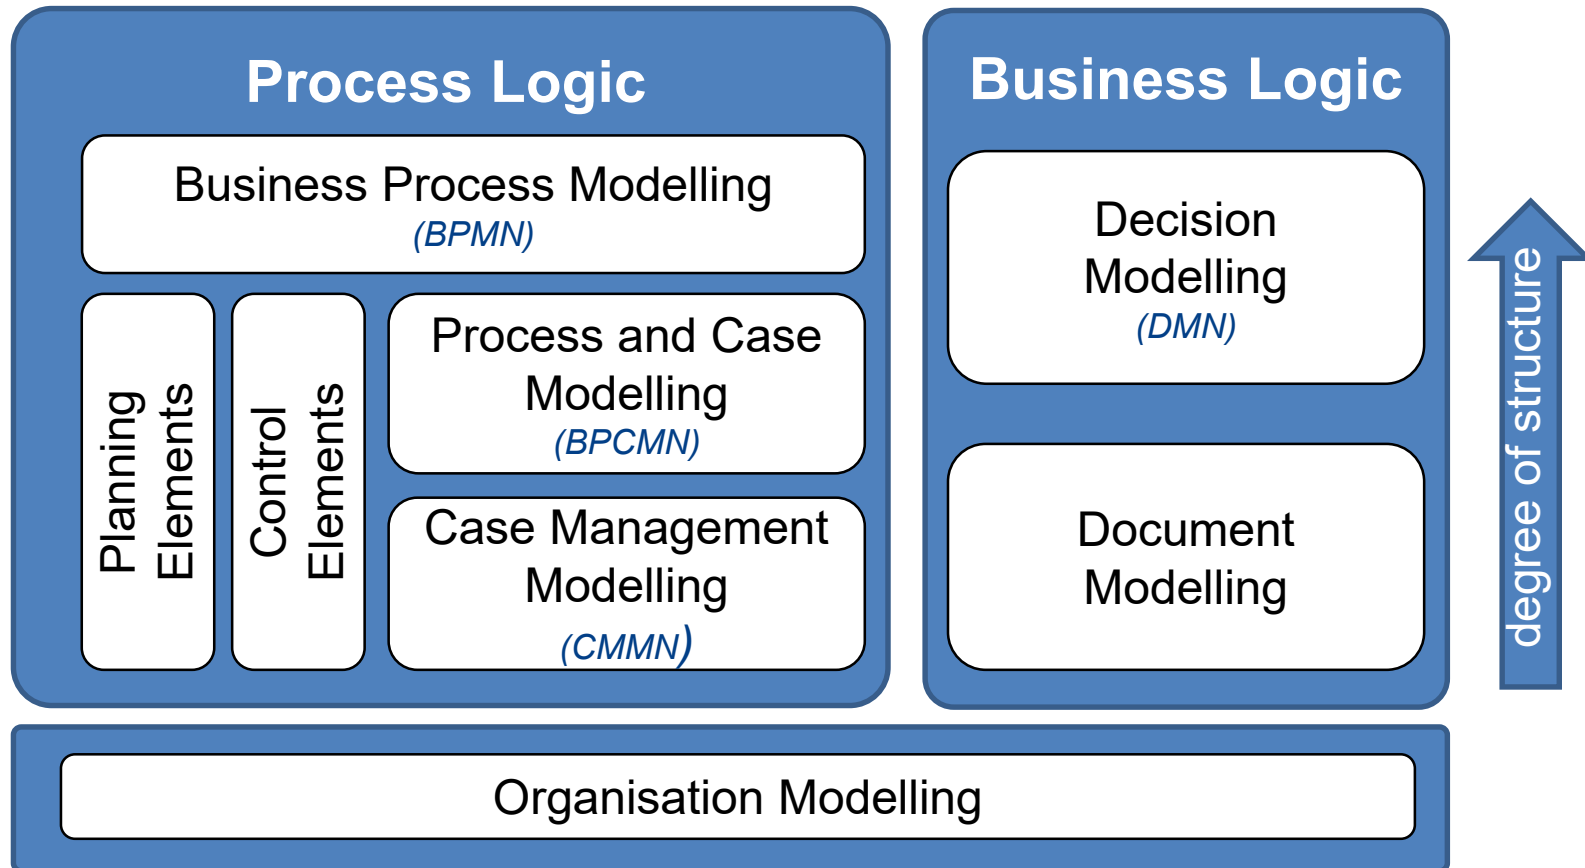 Process Logic
Business Process Modelling
(BPMN)
Planning
Elements
Control
Elements
Process and Case
Modelling
(BPCMN)
Case Management
Modelling
(CMMN)
Business Logic
Decision
Modelling
(DMN)
Document
Modelling
degree of structure
Organisation Modelling